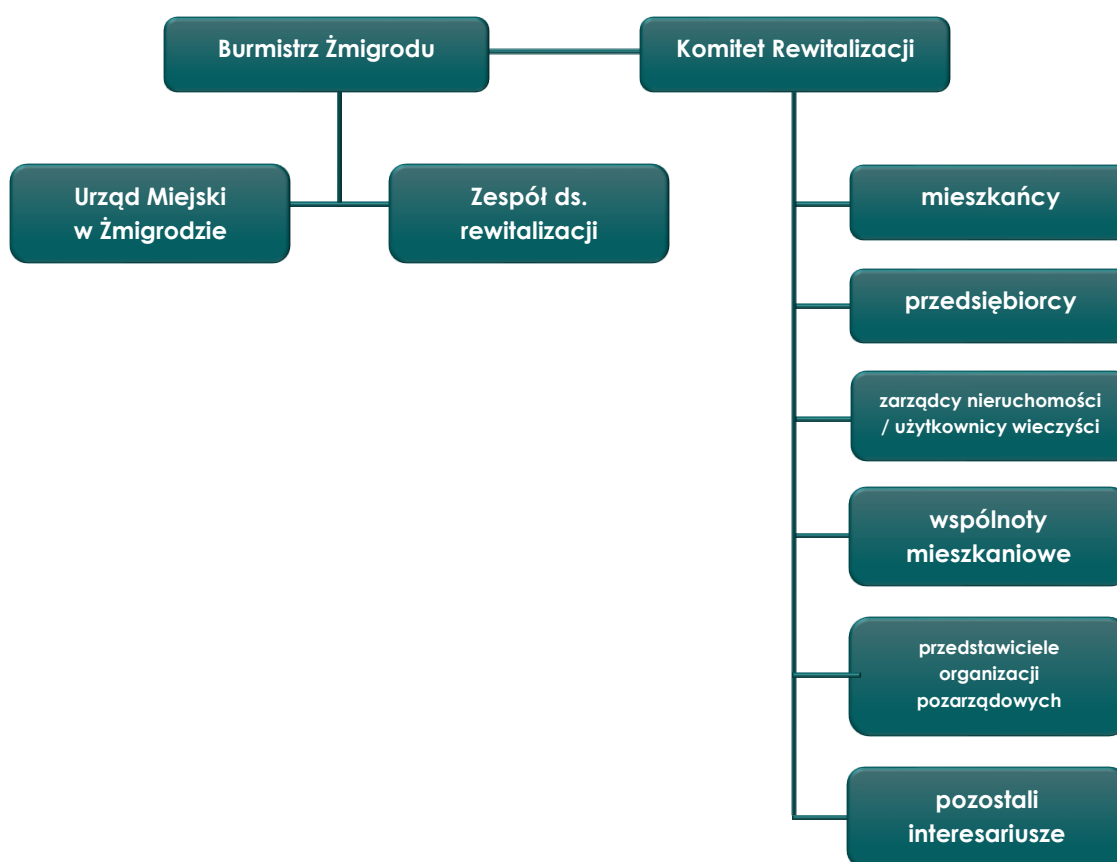 Burmistrz Żmigrodu
Komitet Rewitalizacji
Urząd Miejski
w Żmigrodzie
Zespół ds.
rewitalizacji
mieszkańcy
przedsiębiorcy
zarządcy nieruchomości
/ użytkownicy wieczyści
wspólnoty
mieszkaniowe
przedstawiciele
organizacji
pozarządowych
pozostali
interesariusze